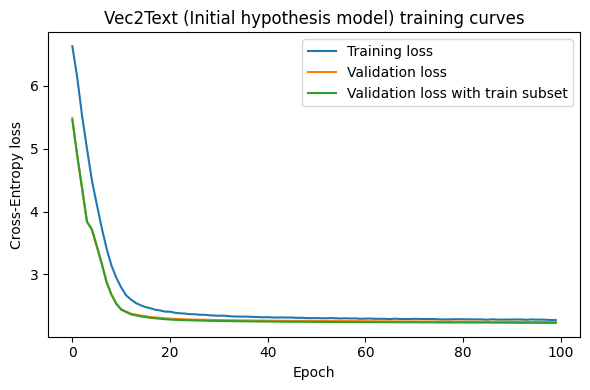 Vec2Text (Initial hypothesis model) training curves
Training loss
Validation loss
Validation loss with train subset
Cross-Entropy loss
6
5
4
3
0 20 40 60 80 100
Epoch